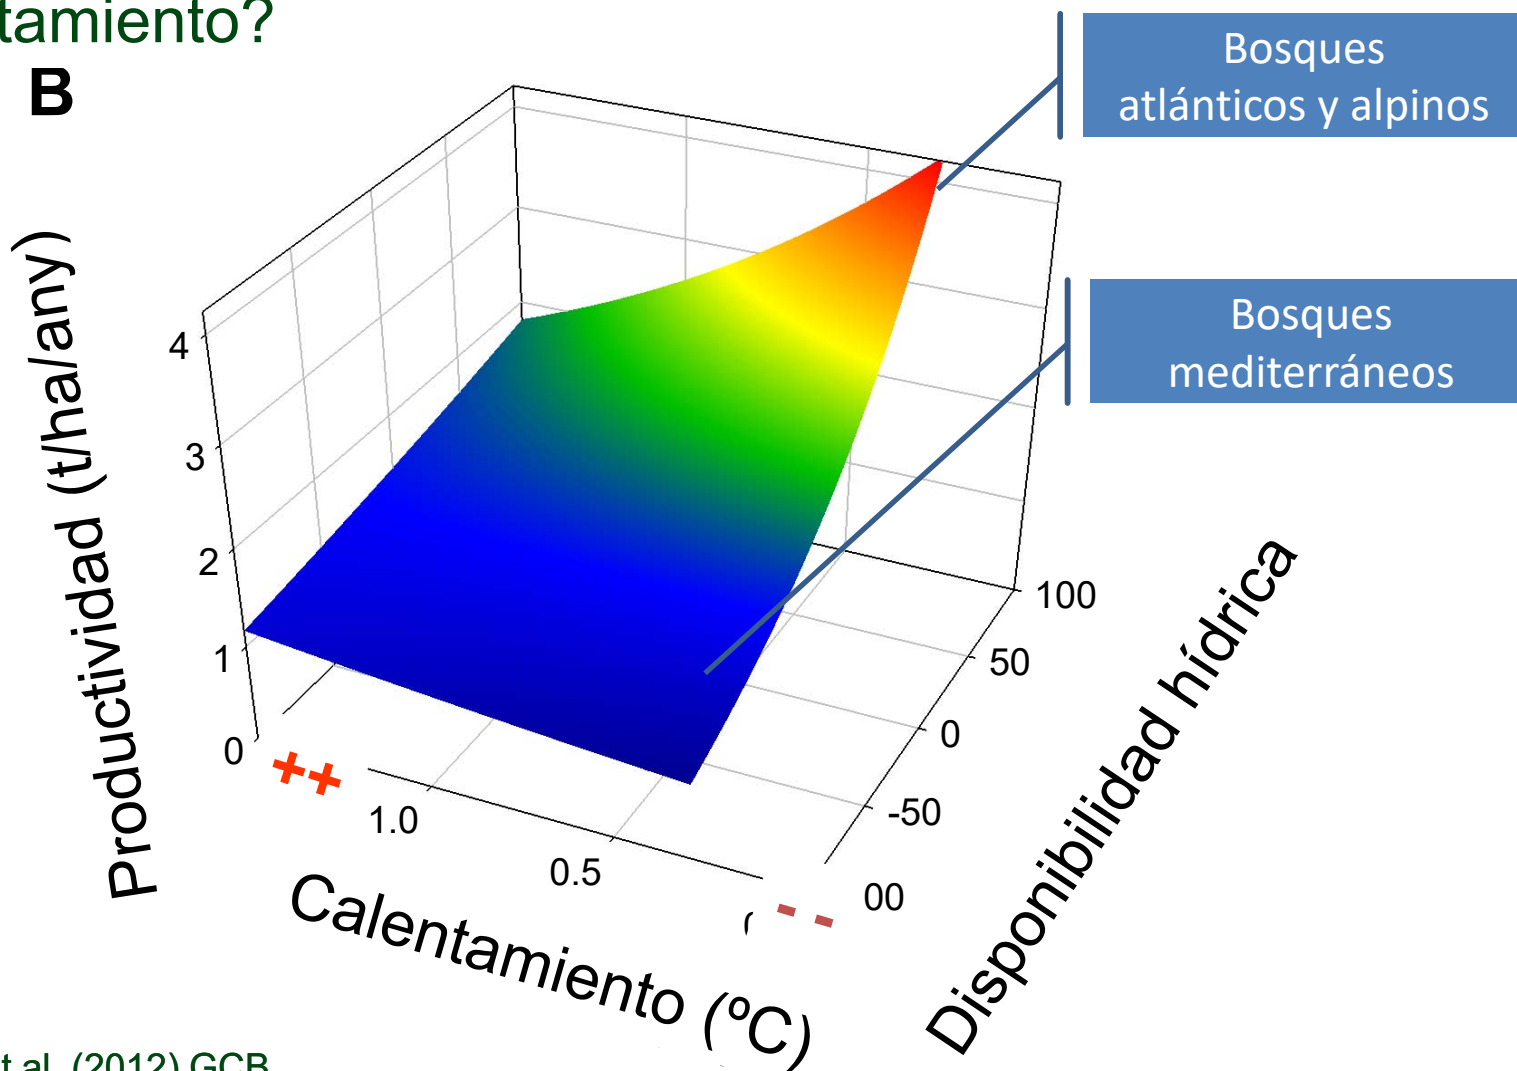 tamiento?
B
Bosques
atlánticos y alpinos
Bosques
mediterráneos
Productividad (t/ha/any)
4
3
2
1
0
++
1.0
0.5
- -
Calentamiento (ºC)
100
50
0
-50
00
Disponibilidad hídrica
t al. (2012) GCB